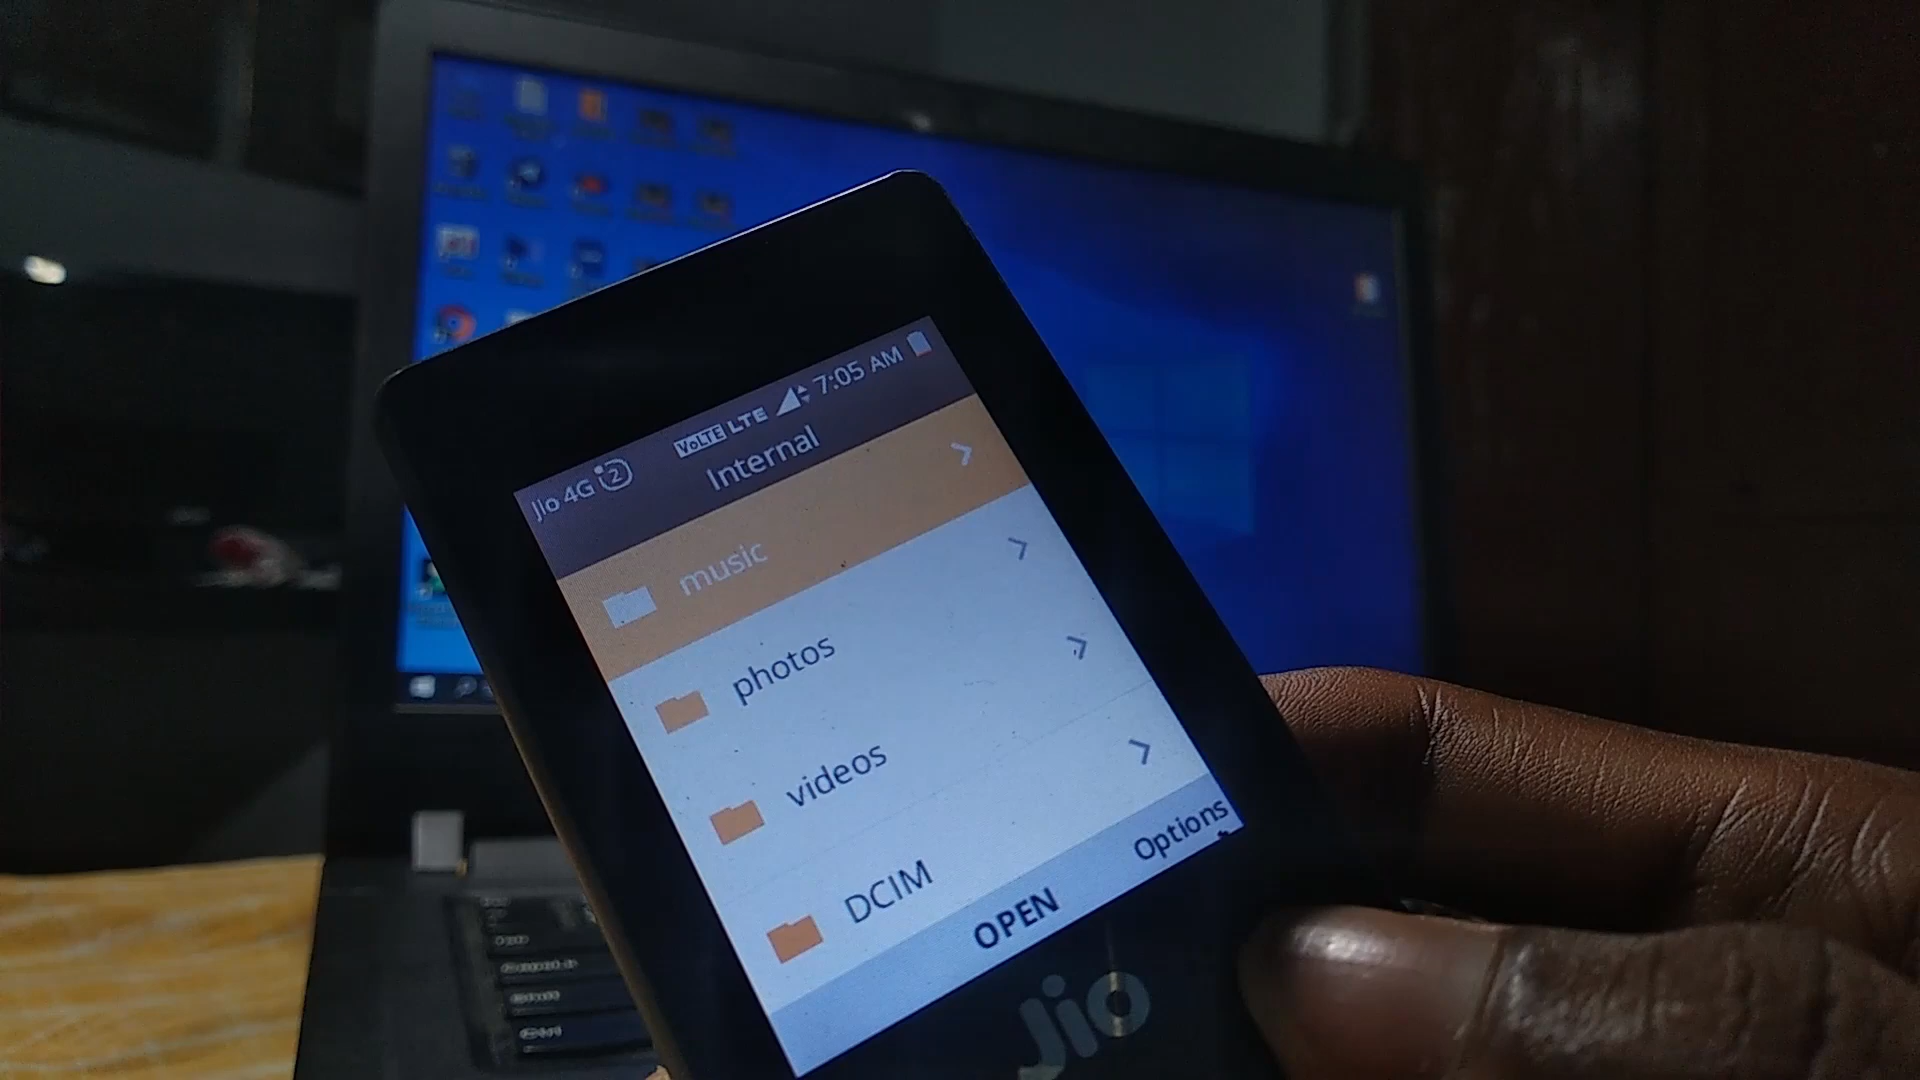 Jio 4G 2 VoLTE LTE 7:05 AM
Internal
music
photos
videos
DCIM
OPEN Options
Jio